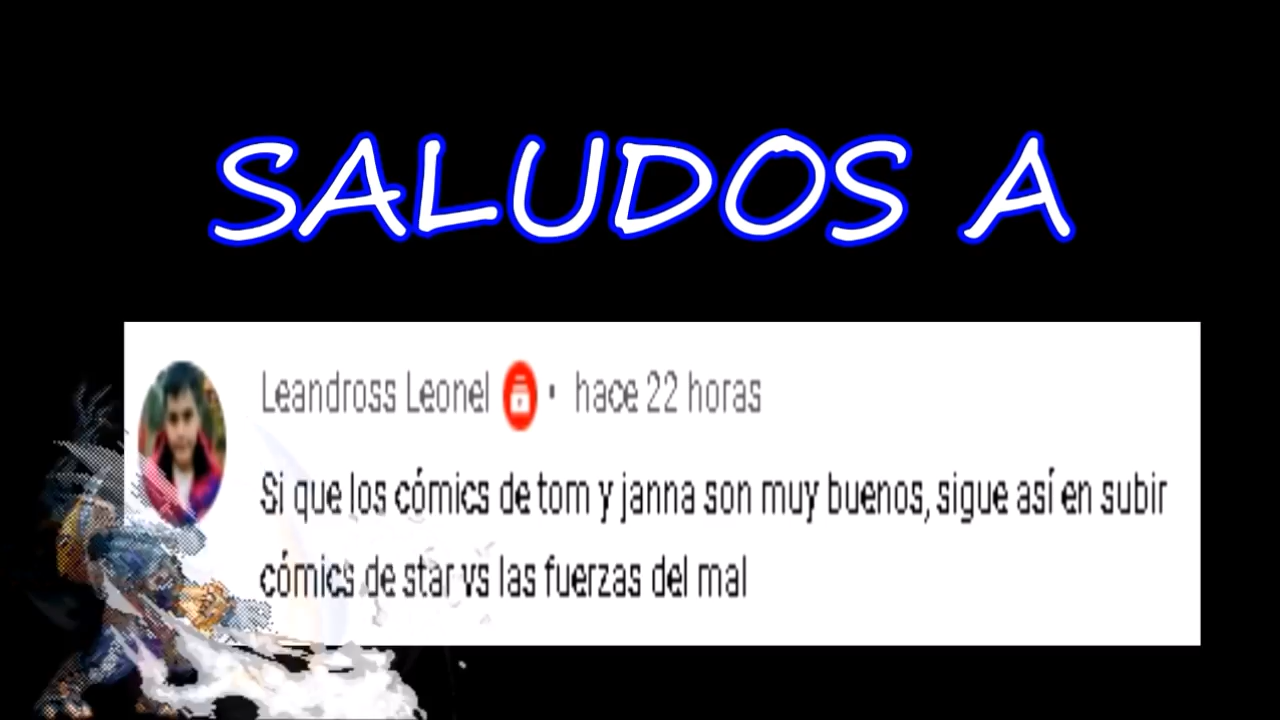 SALUDOS A
Leandross Leonel • hace 22 horas
Si que los cómics de tom y janna son muy buenos, sigue así en subir
cómics de star vs las fuerzas del mal